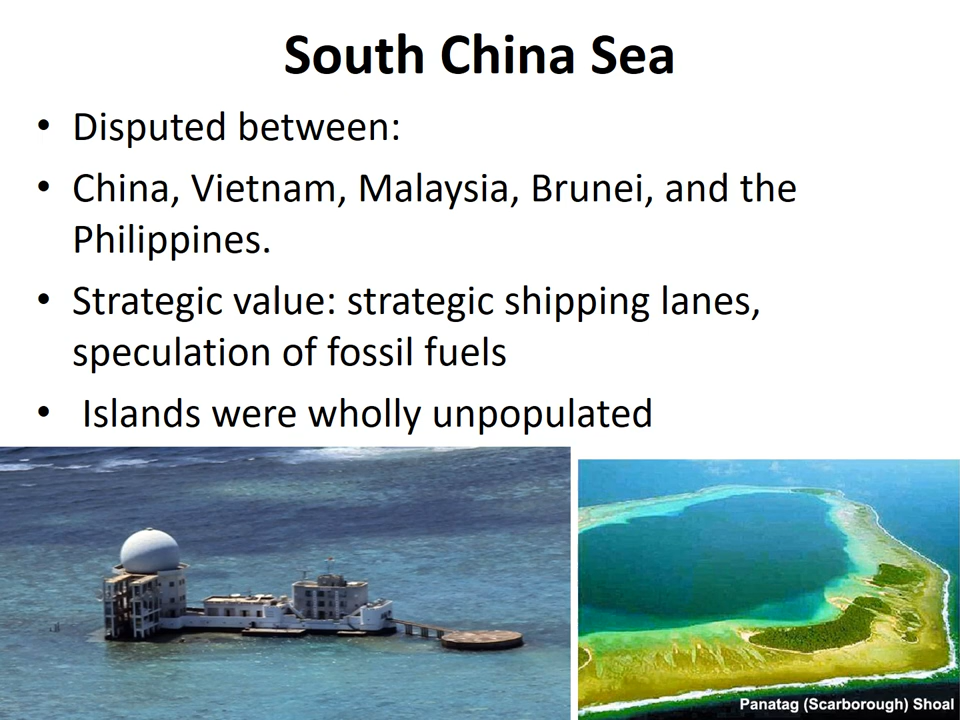 South China Sea
• Disputed between:
• China, Vietnam, Malaysia, Brunei, and the
Philippines.
• Strategic value: strategic shipping lanes,
speculation of fossil fuels
• Islands were wholly unpopulated
Panatag (Scarborough) Shoal